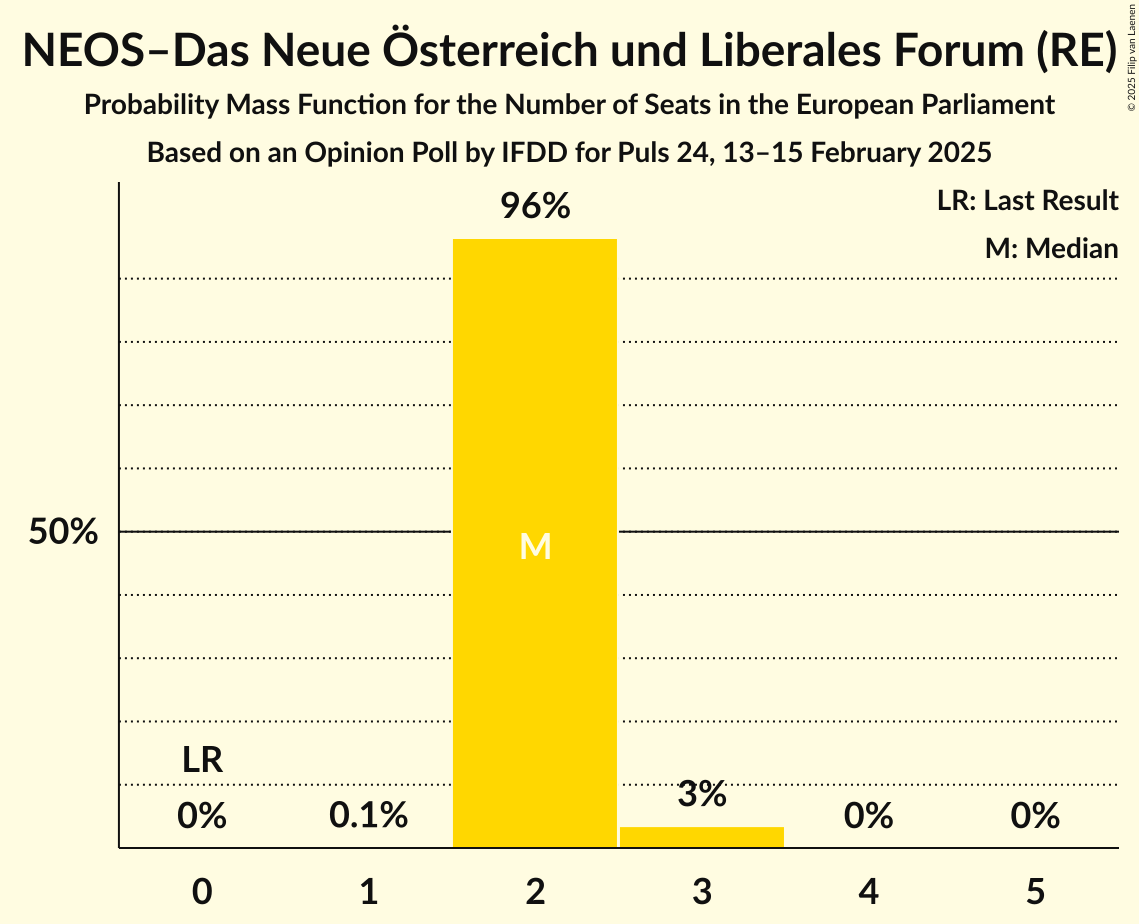 NEOS–Das Neue Österreich und Liberales Forum (RE)
Probability Mass Function for the Number of Seats in the European Parliament
Based on an Opinion Poll by IFDD for Puls 24, 13–15 February 2025
© 2025 Filip van Laenen
LR: Last Result
M: Median
96%
50%
M
LR
0%
0.1%
3%
0%
0%
0
1
2
3
4
5